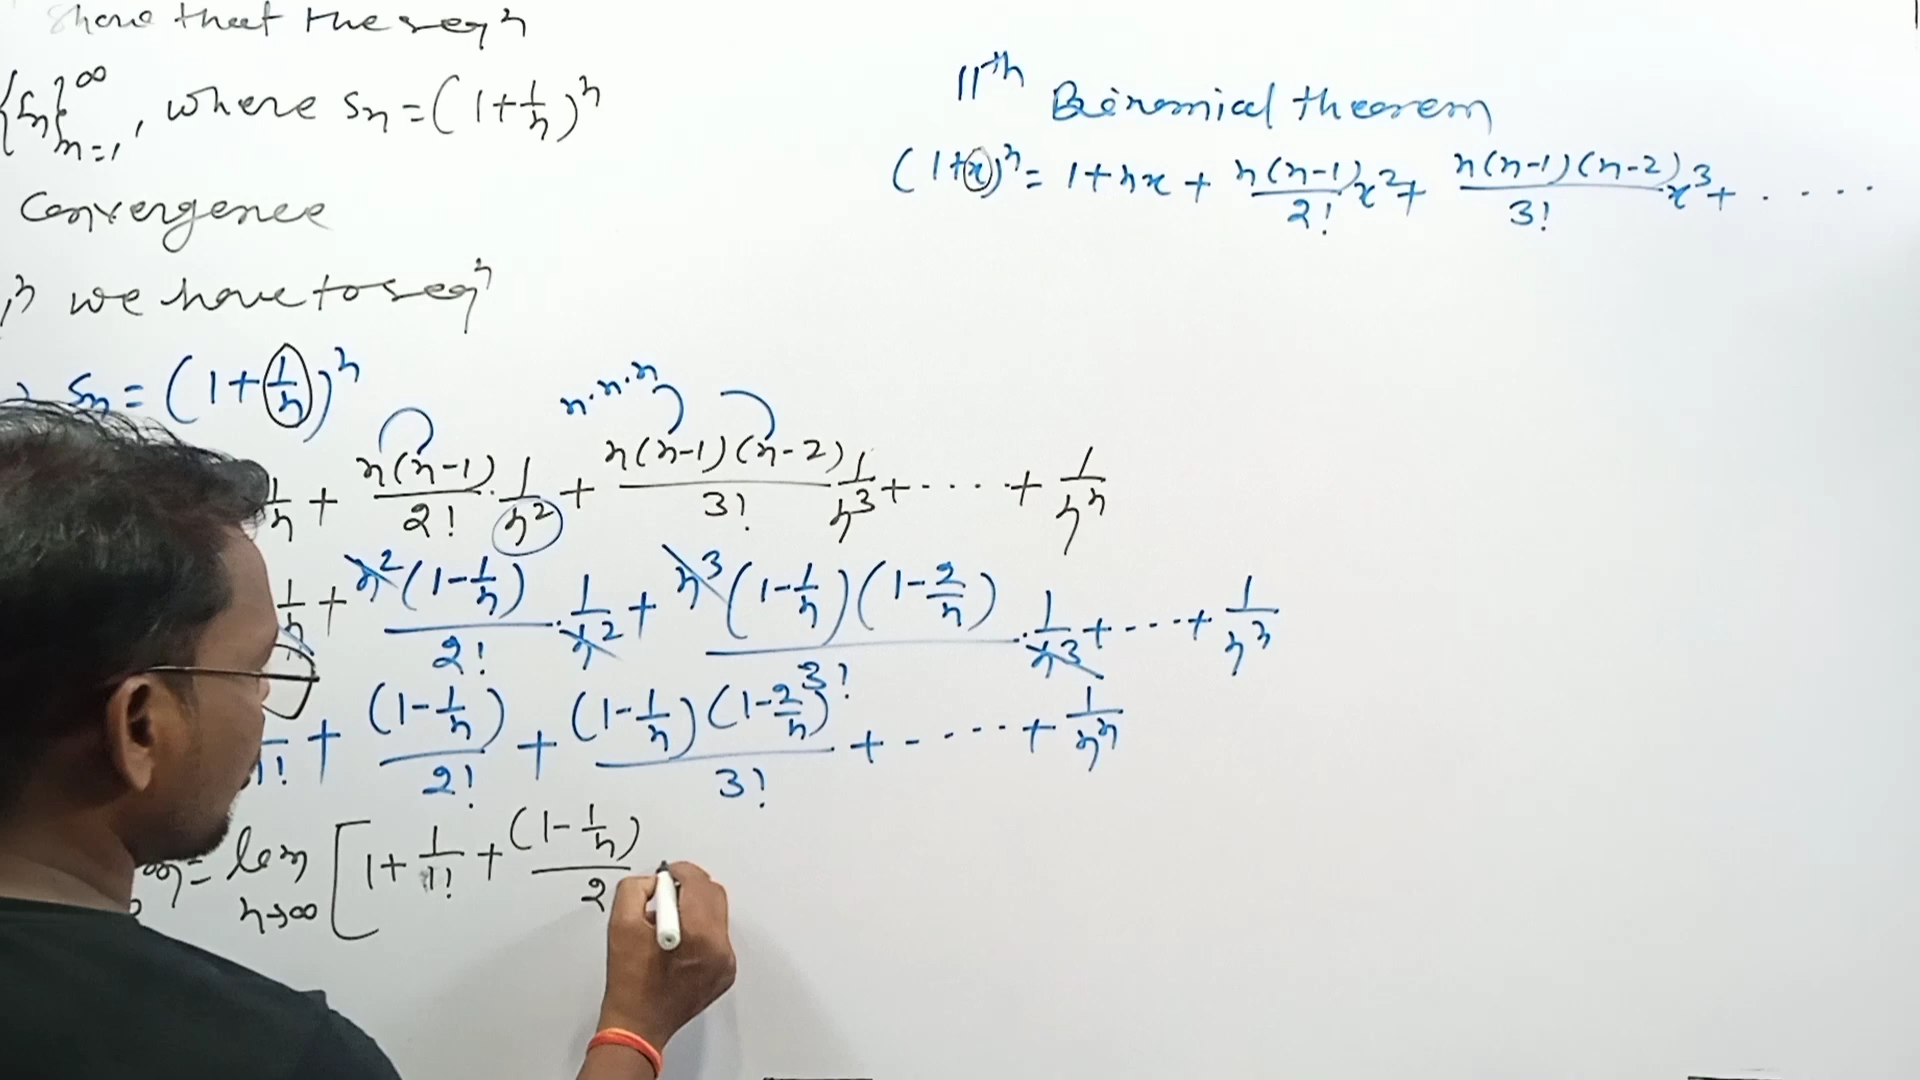 Show that the seqⁿ
{Sn}∞n=1, where Sn = (1+1/n)ⁿ
Convergence
we have to seqⁿ
Sn = (1+1/n)ⁿ
n·n·n
1/n + n(n-1)/2! · 1/n² + n(n-1)(n-2)/3! 1/n³ + ···· + 1/nⁿ
1/n + n²(1-1/n)/2! · 1/n² + n³(1-1/n)(1-2/n)/3! · 1/n³ + ···· + 1/n³
1! + (1-1/n)/2! + (1-1/n)(1-2/n)/3! + ····· + 1/nⁿ
= lim n→∞ [1 + 1/1! + (1-1/n)/2
11th Binomical theorem
(1+x)ⁿ = 1+nx + n(n-1)/2! x² + n(n-1)(n-2)/3! x³ + ....